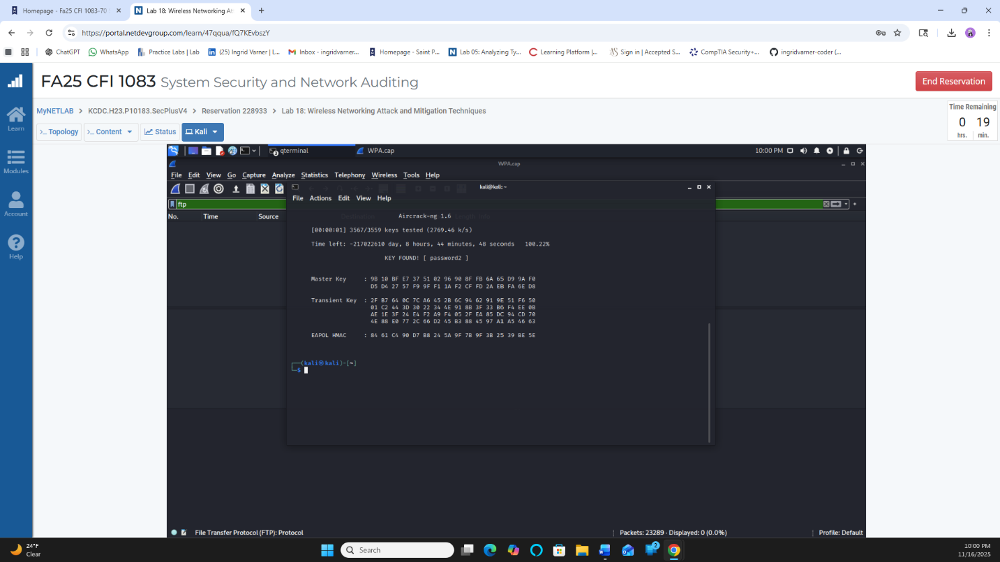 Homepage - Fa25 CFI 1083-70
Lab 18: Wireless Networking At
https://portal.netdevgroup.com/learn/47qqua/fQ7KEvbszY
ChatGPT
WhatsApp
Practice Labs | Lab
(25) Ingrid Varner | L...
Inbox - ingridvarner...
Homepage - Saint P...
Lab 05: Analyzing Ty...
Learning Platform |...
Sign in | Accepted S...
CompTIA Security+...
ingridvarner-coder (...
FA25 CFI 1083 System Security and Network Auditing
End Reservation
MyNETLAB > KCDC.H23.P10183.SecPlusV4 > Reservation 228933 > Lab 18: Wireless Networking Attack and Mitigation Techniques
Time Remaining
0 19
hrs. min.
>_ Topology
>_ Content
Status
Kali
Learn
Modules
Account
Help
qterminal
WPA.cap
10:00 PM
WPA.cap
File Edit View Go Capture Analyze Statistics Telephony Wireless Tools Help
kali@kali: ~
File Actions Edit View Help
ftp
No. Time Source
Aircrack-ng 1.6
[00:00:01] 3567/3559 keys tested (2769.46 k/s)
Time left: -217022610 day, 8 hours, 44 minutes, 48 seconds 100.22%
KEY FOUND! [ password2 ]
Master Key : 9B 10 BF E7 37 51 02 96 90 8F FB 6A 65 D9 9A F0
D5 D4 27 57 F9 9F F1 1A F2 CF FD 2A EB FA 6E D8
Transient Key : 2F B7 64 0C 7C A6 45 2B 6C 94 62 91 9E 51 F6 50
01 C2 44 3D 30 22 34 4E 91 8B 3F 33 B6 F4 EE 0B
AE 1E 3F 24 E4 F2 A9 F4 05 2F EA 85 DC 94 CD 70
4E 88 E0 77 2C 66 D2 45 B3 88 45 97 A1 A5 46 63
EAPOL HMAC : 84 61 C4 90 D7 B8 24 5A 9F 7B 9F 3B 25 39 BE 5E
(kali㉿kali)-[~]
$
File Transfer Protocol (FTP): Protocol
Packets: 23289 · Displayed: 0 (0.0%)
Profile: Default
24°F
Clear
Search
2
10:00 PM
11/16/2025